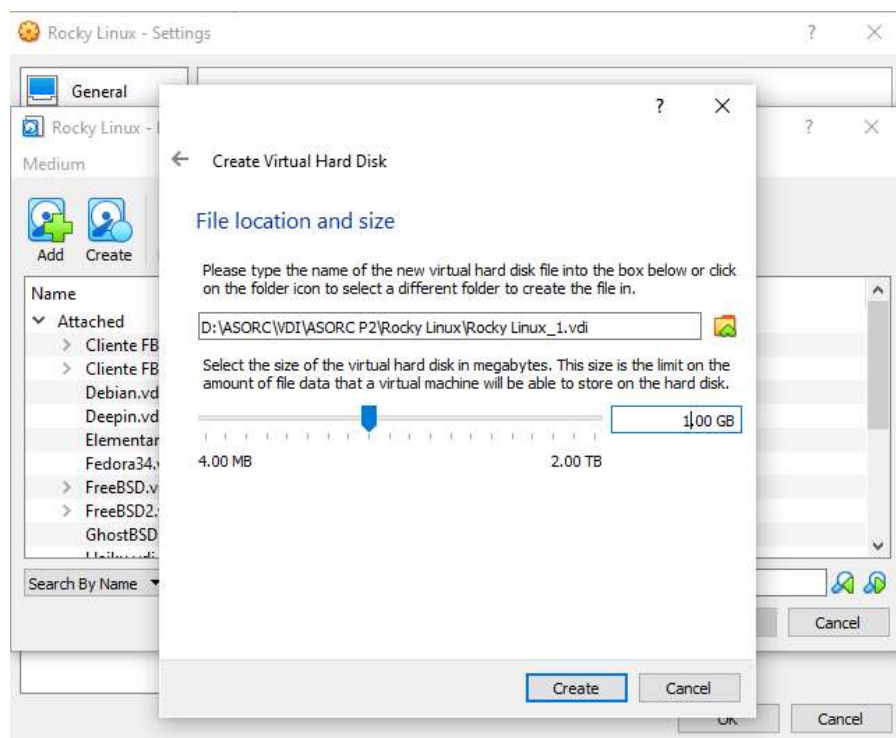 Rocky Linux - Settings
General
Rocky Linux -
Medium
Add Create
Name
Attached
Cliente FB
Cliente FB
Debian.vd
Deepin.vd
Elementar
Fedora34.
FreeBSD.v
FreeBSD2.
GhostBSD
Search By Name
Create Virtual Hard Disk
File location and size
Please type the name of the new virtual hard disk file into the box below or click
on the folder icon to select a different folder to create the file in.
D:\ASORC\VDI\ASORC P2\Rocky Linux\Rocky Linux_1.vdi
Select the size of the virtual hard disk in megabytes. This size is the limit on the
amount of file data that a virtual machine will be able to store on the hard disk.
1.00 GB
4.00 MB 2.00 TB
Create Cancel
Cancel
OK Cancel